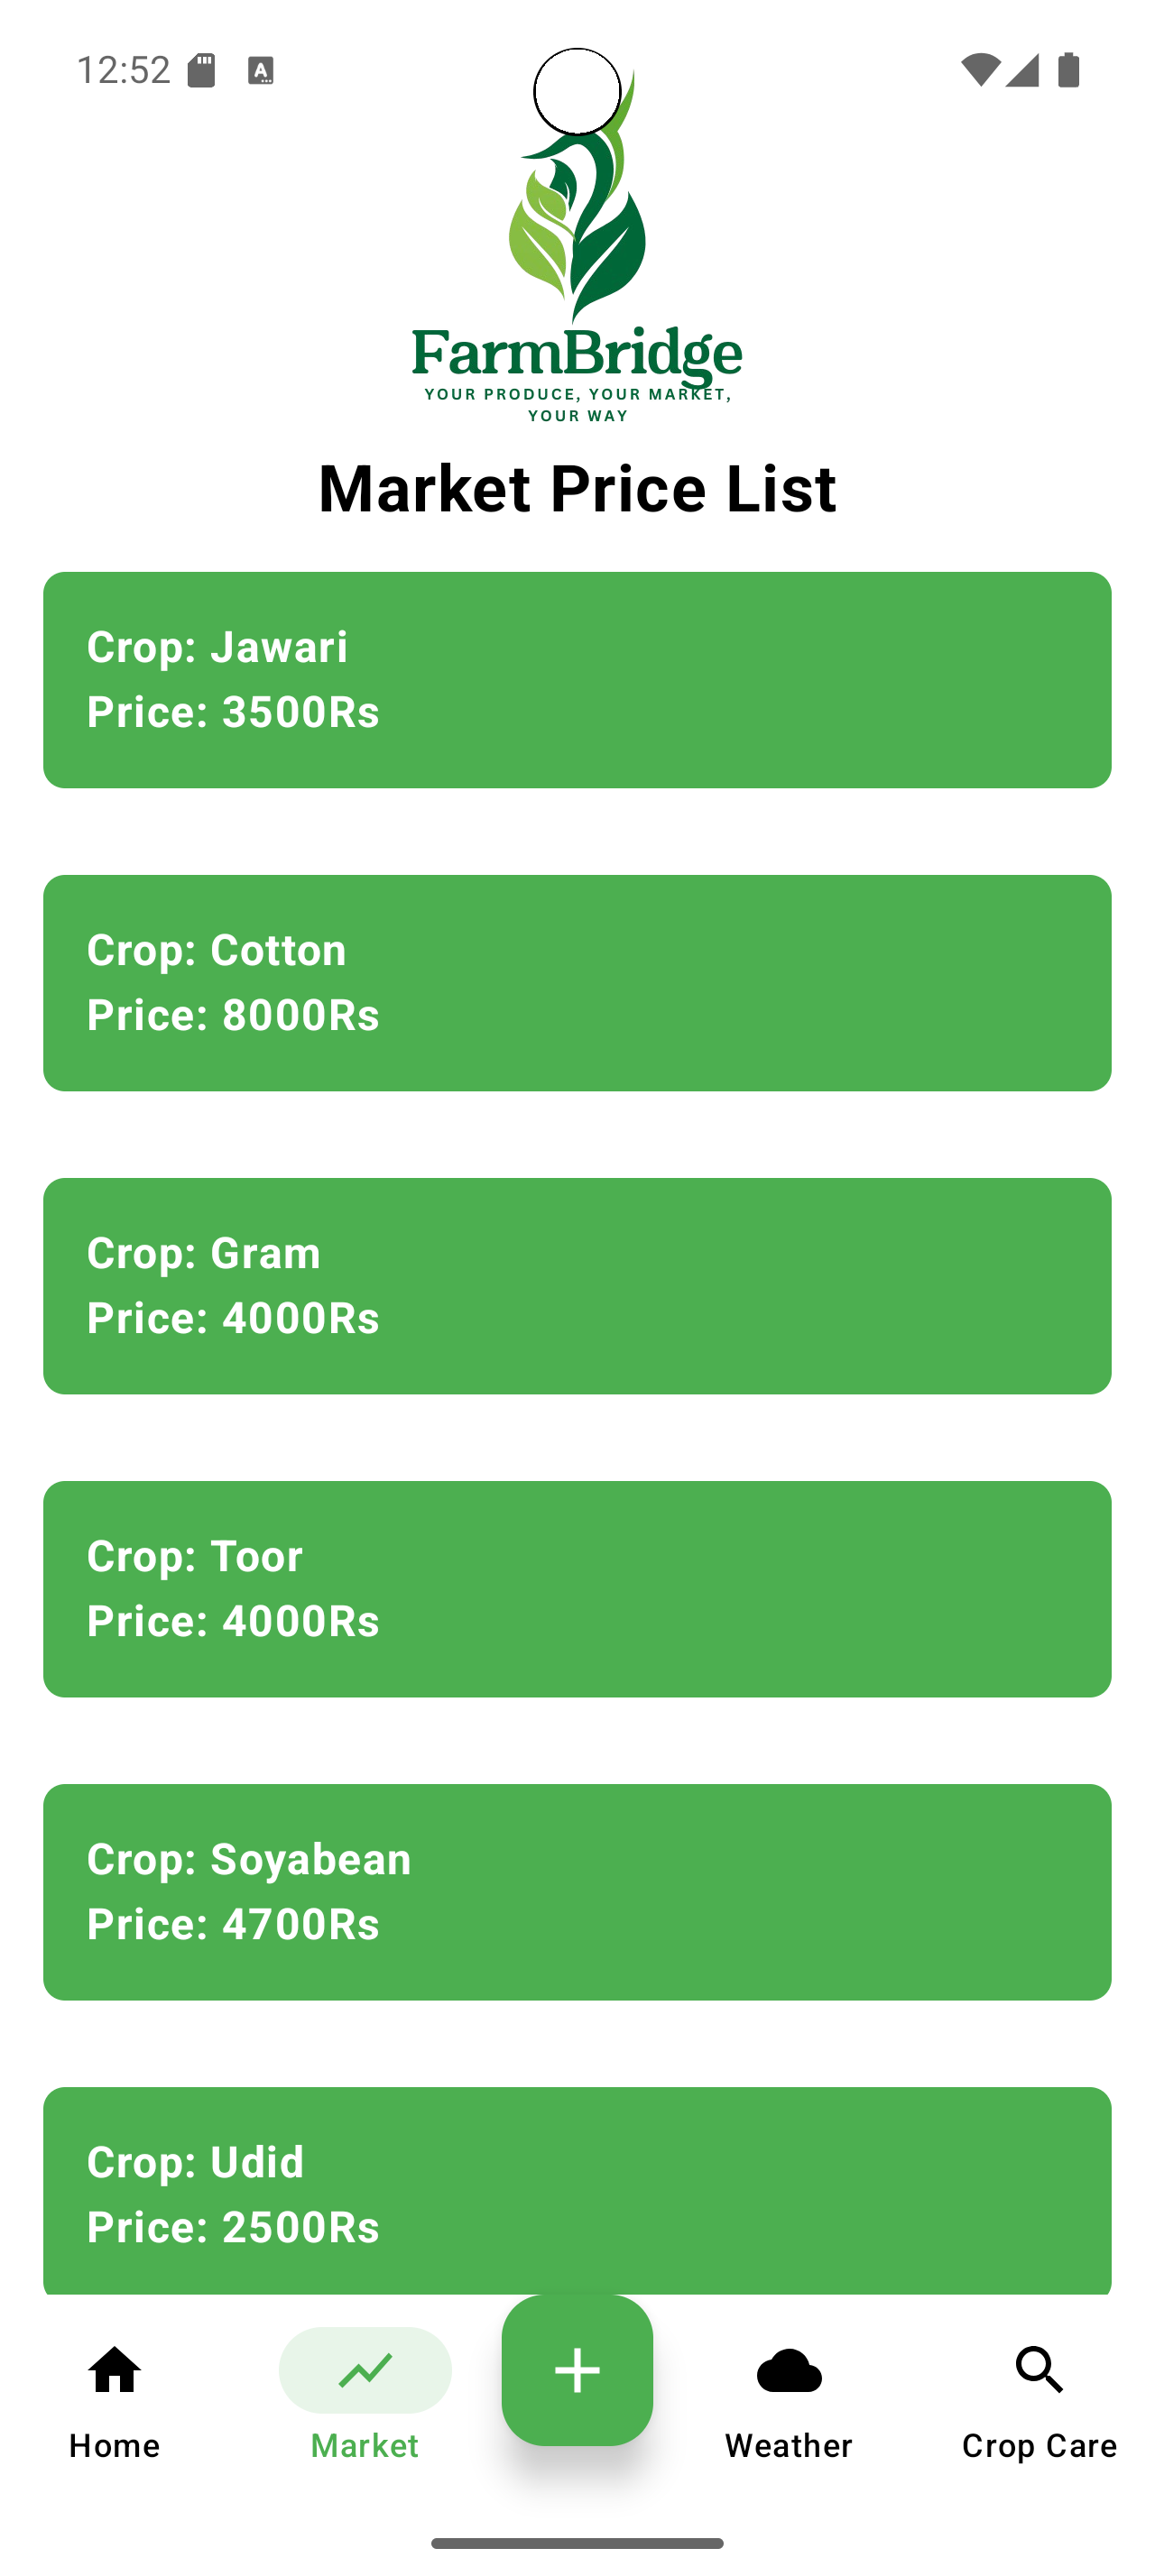 12:52
FarmBridge
YOUR PRODUCE, YOUR MARKET,
YOUR WAY
Market Price List
Crop: Jawari
Price: 3500Rs
Crop: Cotton
Price: 8000Rs
Crop: Gram
Price: 4000Rs
Crop: Toor
Price: 4000Rs
Crop: Soyabean
Price: 4700Rs
Crop: Udid
Price: 2500Rs
Home
Market
Weather
Crop Care